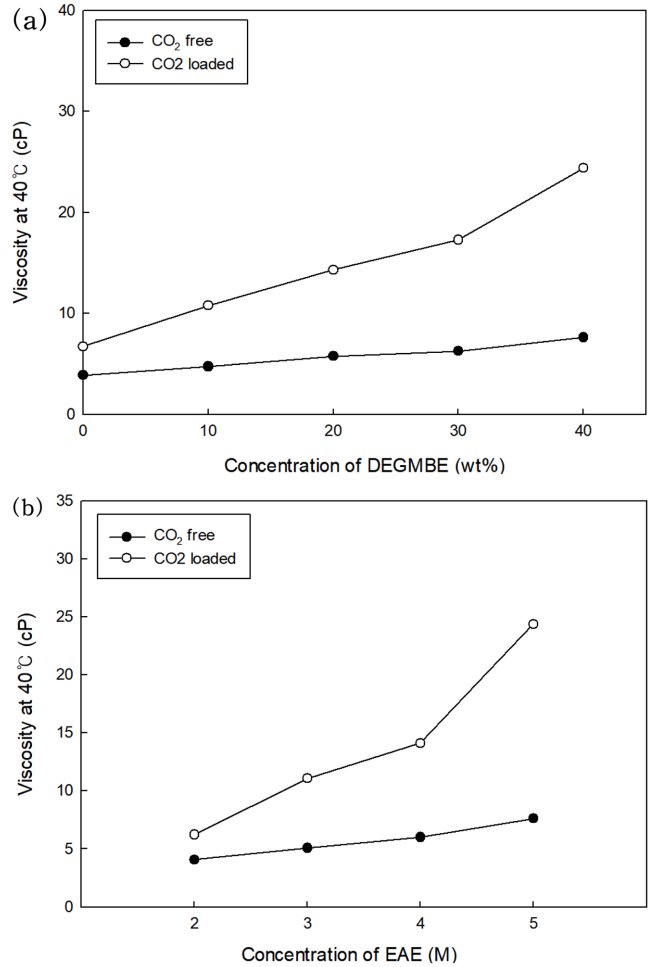 (a)
40
30
20
10
0
CO₂ free
CO2 loaded
Viscosity at 40℃ (cP)
0 10 20 30 40
Concentration of DEGMBE (wt%)
(b)
35
30
25
20
15
10
5
0
CO₂ free
CO2 loaded
Viscosity at 40℃ (cP)
2 3 4 5
Concentration of EAE (M)